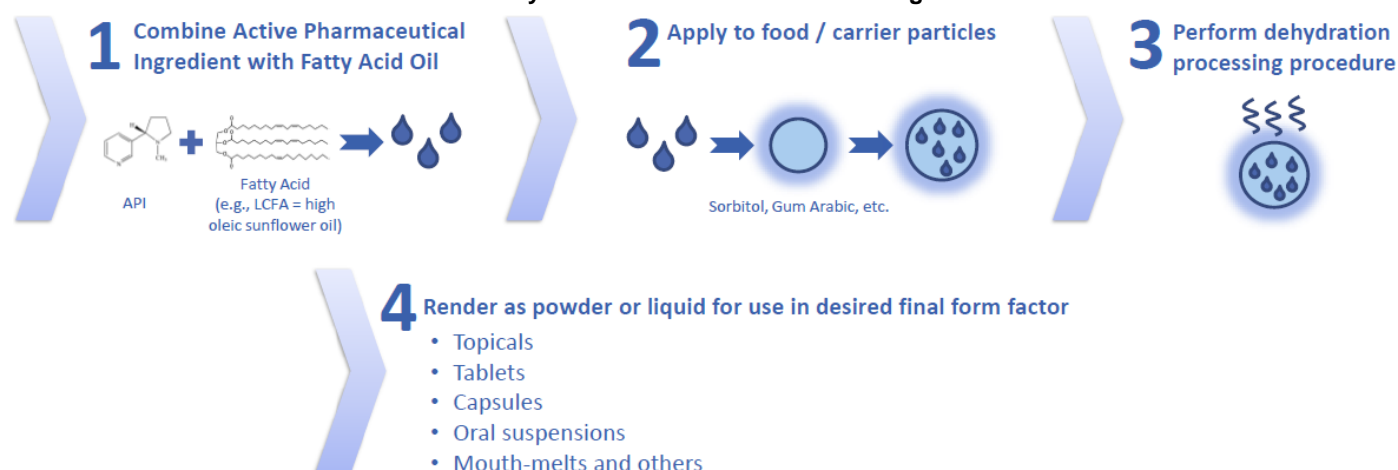 1 Combine Active Pharmaceutical
Ingredient with Fatty Acid Oil
H
N
N
CH₃
API
O
O
O
O
O
O
Fatty Acid
(e.g., LCFA = high
oleic sunflower oil)
2 Apply to food / carrier particles
Sorbitol, Gum Arabic, etc.
3 Perform dehydration
processing procedure
4 Render as powder or liquid for use in desired final form factor
• Topicals
• Tablets
• Capsules
• Oral suspensions
• Mouth-melts and others